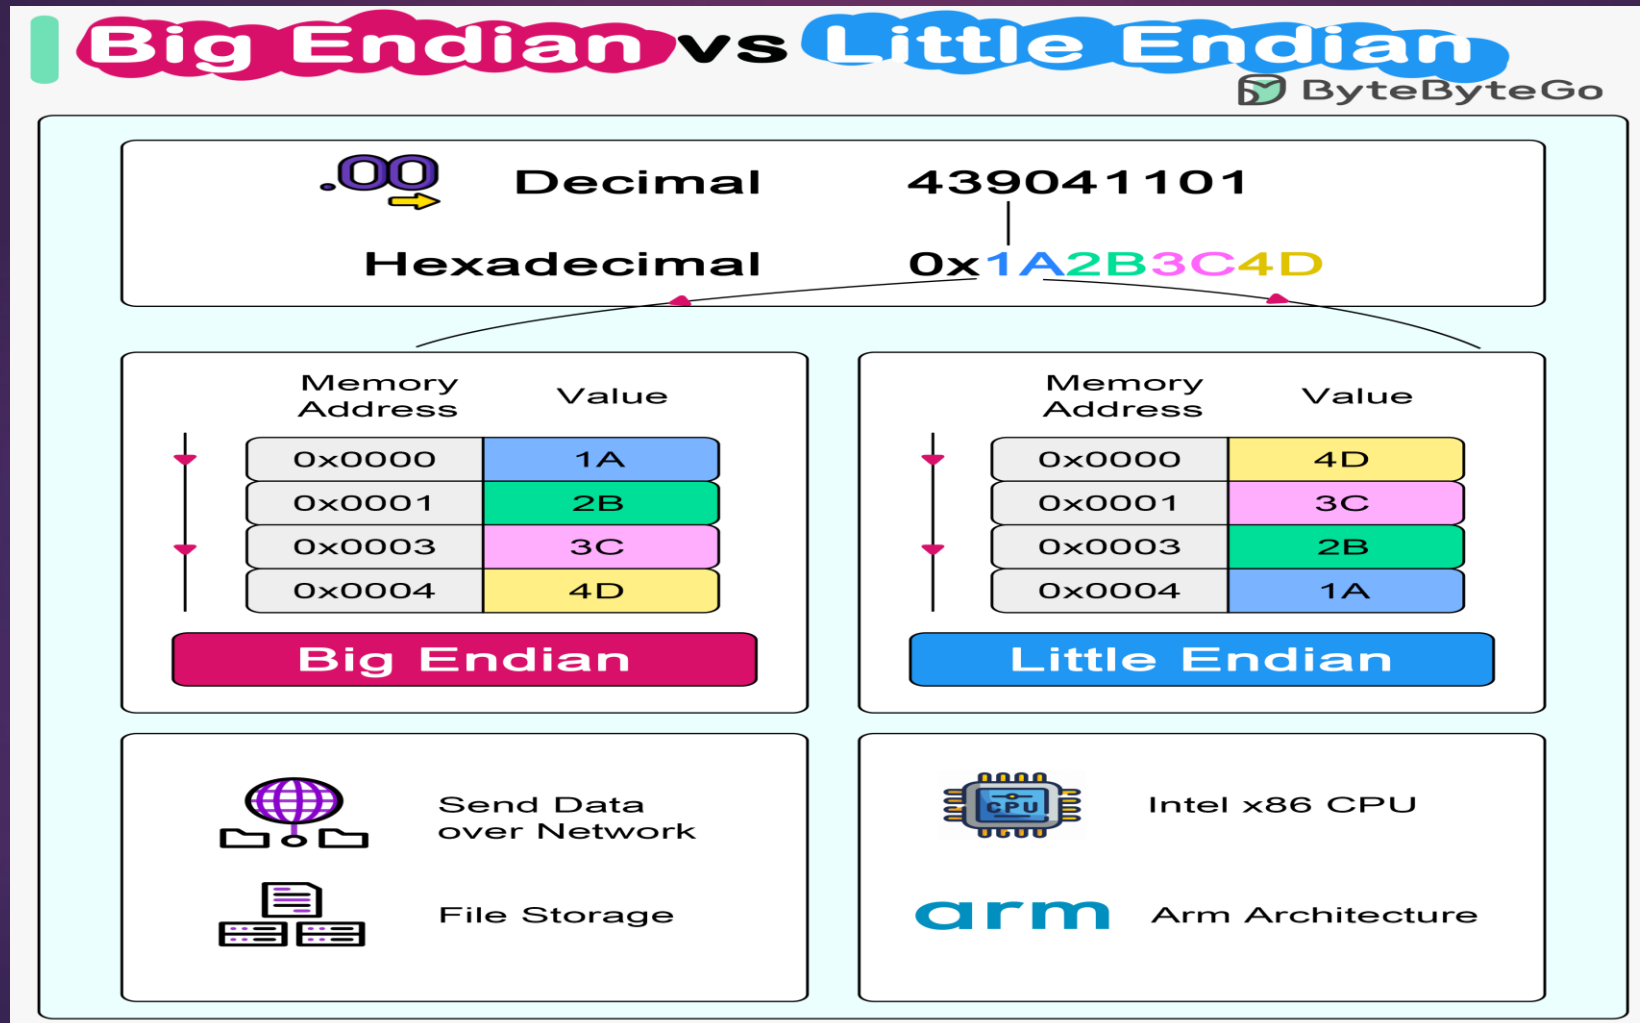 Big Endian vs Little Endian
ByteByteGo
.00
Decimal 439041101
Hexadecimal 0x1A2B3C4D
Memory Address Value
0x0000 1A
0x0001 2B
0x0003 3C
0x0004 4D
Big Endian
Memory Address Value
0x0000 4D
0x0001 3C
0x0003 2B
0x0004 1A
Little Endian
Send Data
over Network
File Storage
CPU
Intel x86 CPU
arm
Arm Architecture